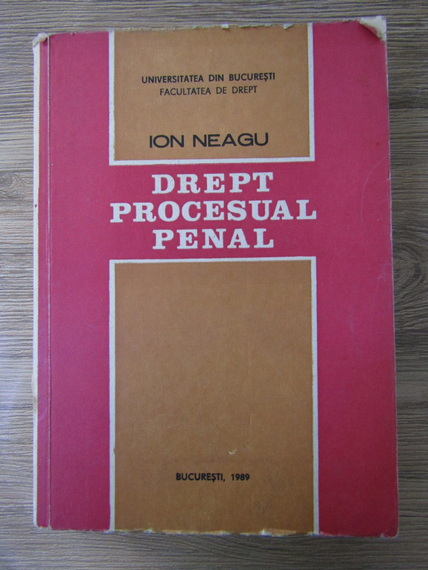 UNIVERSITATEA DIN BUCUREȘTI
FACULTATEA DE DREPT
ION NEAGU
DREPT
PROCESUAL
PENAL
BUCUREȘTI, 1989